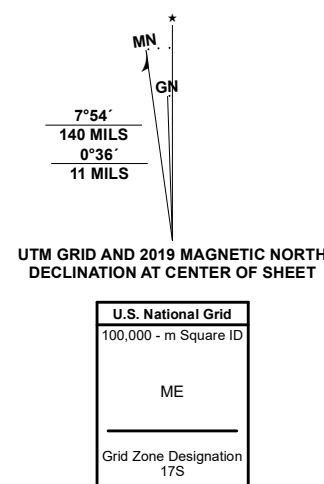 ★
MN
GN
7°54´
140 MILS
0°36´
11 MILS
UTM GRID AND 2019 MAGNETIC NORTH
DECLINATION AT CENTER OF SHEET
U.S. National Grid
100,000 - m Square ID
ME
Grid Zone Designation
17S